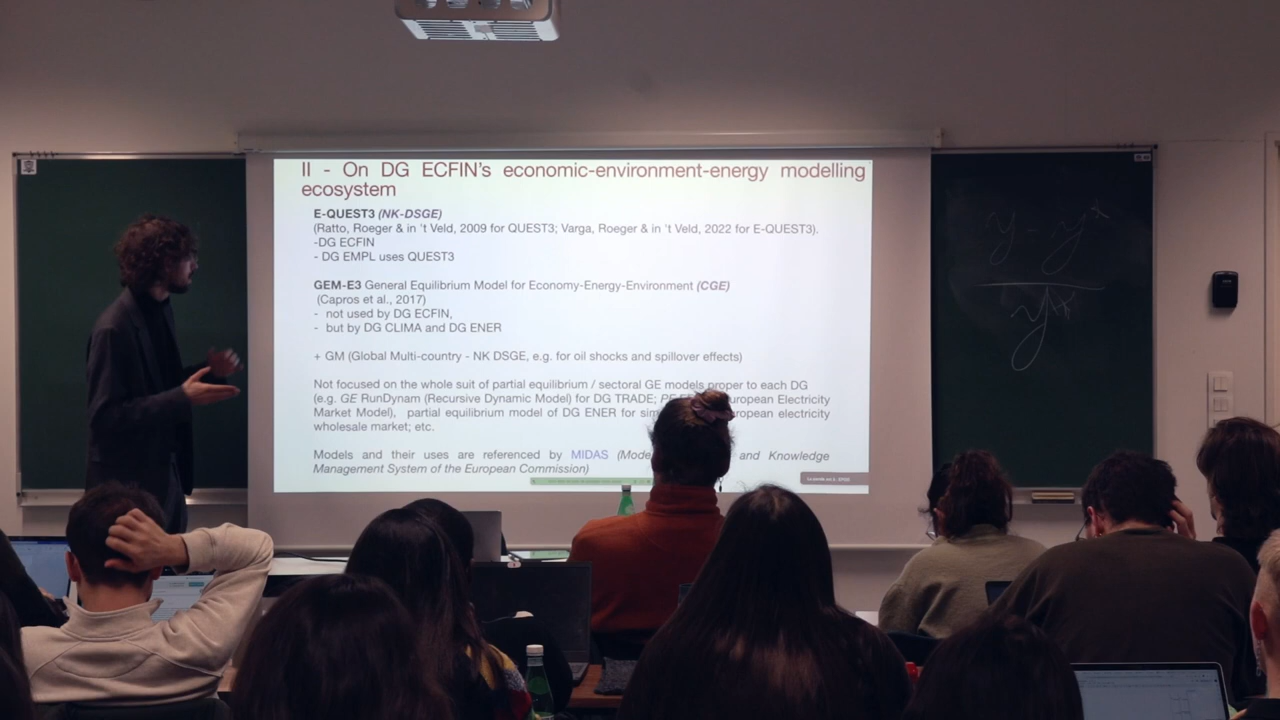 II - On DG ECFIN's economic-environment-energy modelling
ecosystem
E-QUEST3 (NK-DSGE)
(Ratto, Roeger & in 't Veld, 2009 for QUEST3; Varga, Roeger & in 't Veld, 2022 for E-QUEST3).
-DG ECFIN
- DG EMPL uses QUEST3
GEM-E3 General Equilibrium Model for Economy-Energy-Environment (CGE)
(Capros et al., 2017)
- not used by DG ECFIN,
- but by DG CLIMA and DG ENER
+ GM (Global Multi-country - NK DSGE, e.g. for oil shocks and spillover effects)
Not focused on the whole suit of partial equilibrium / sectoral GE models proper to each DG
(e.g. GE RunDynam (Recursive Dynamic Model) for DG TRADE; European Electricity
Market Model), partial equilibrium model of DG ENER for European electricity
wholesale market; etc.
Models and their uses are referenced by MIDAS and Knowledge
Management System of the European Commission)
y - y*
y*